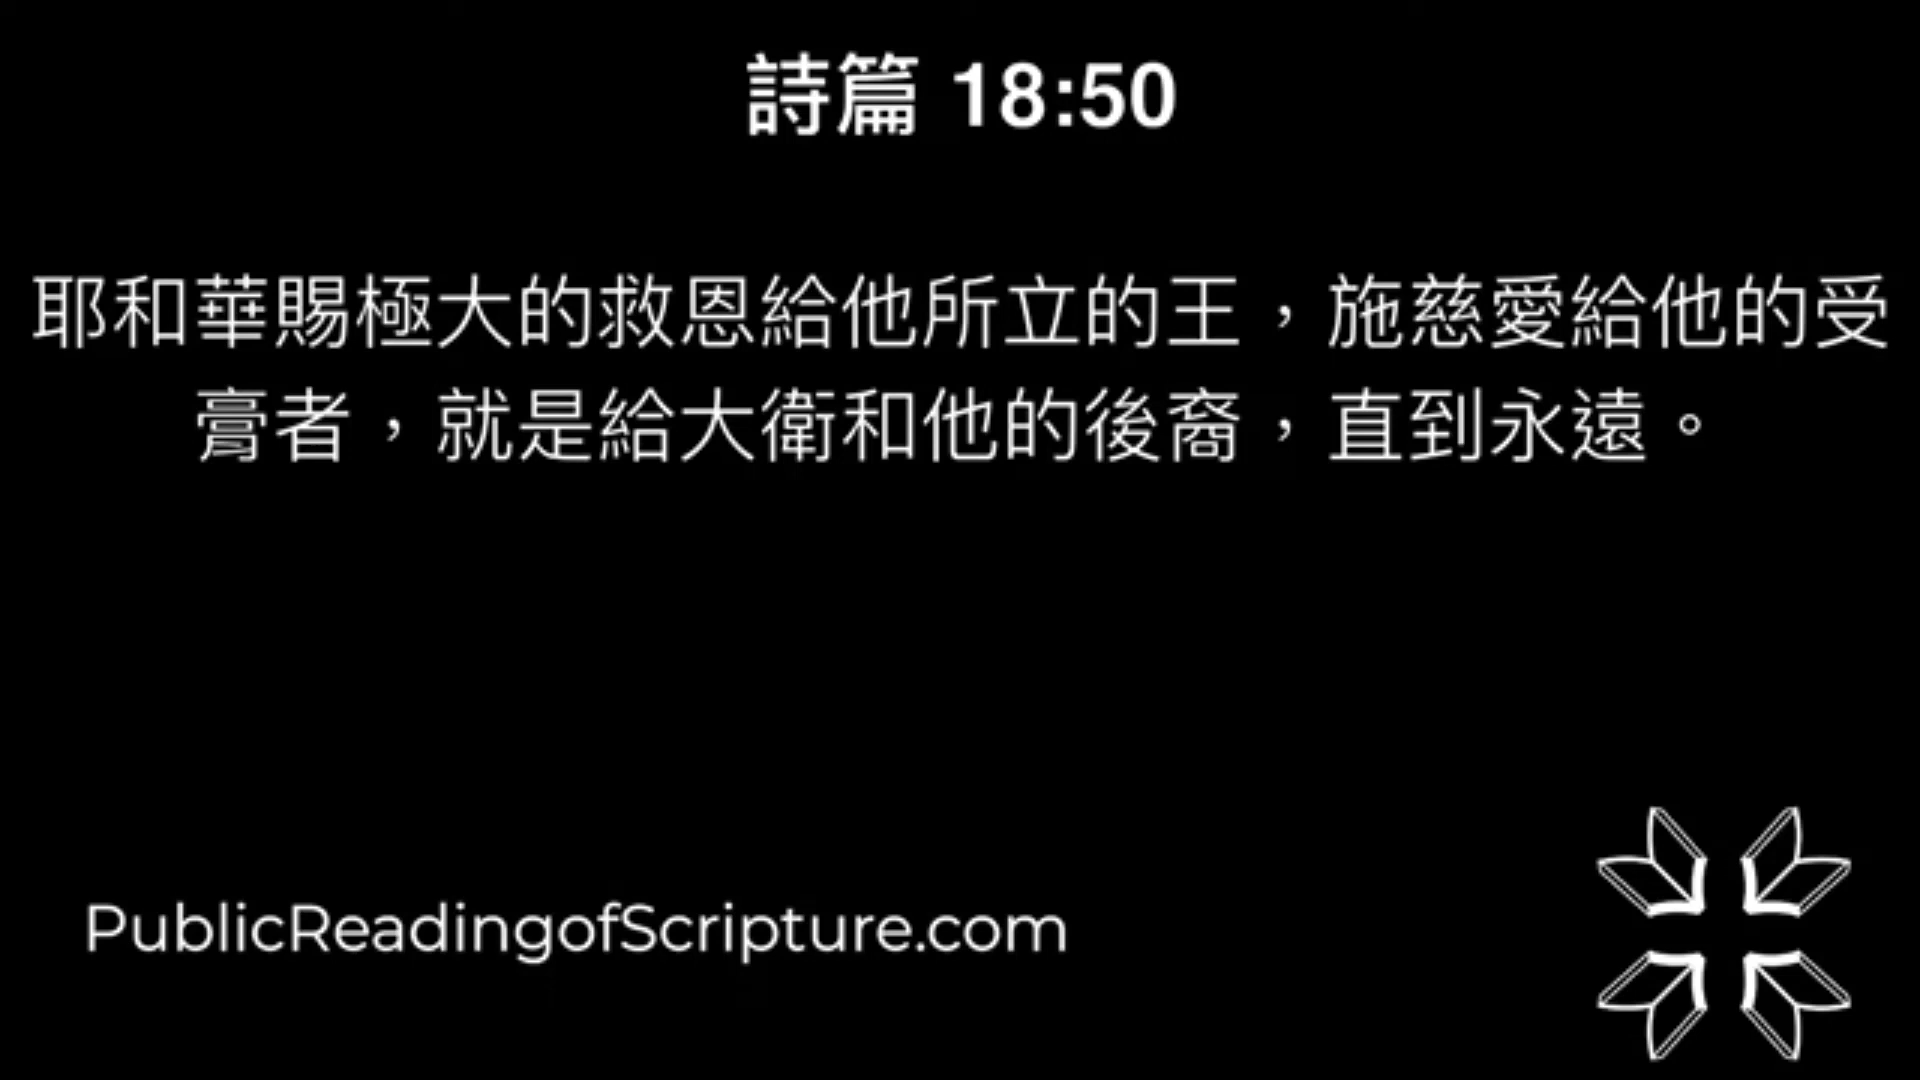 詩篇 18:50
耶和華賜極大的救恩給他所立的王，施慈愛給他的受
膏者，就是給大衛和他的後裔，直到永遠。
PublicReadingofScripture.com